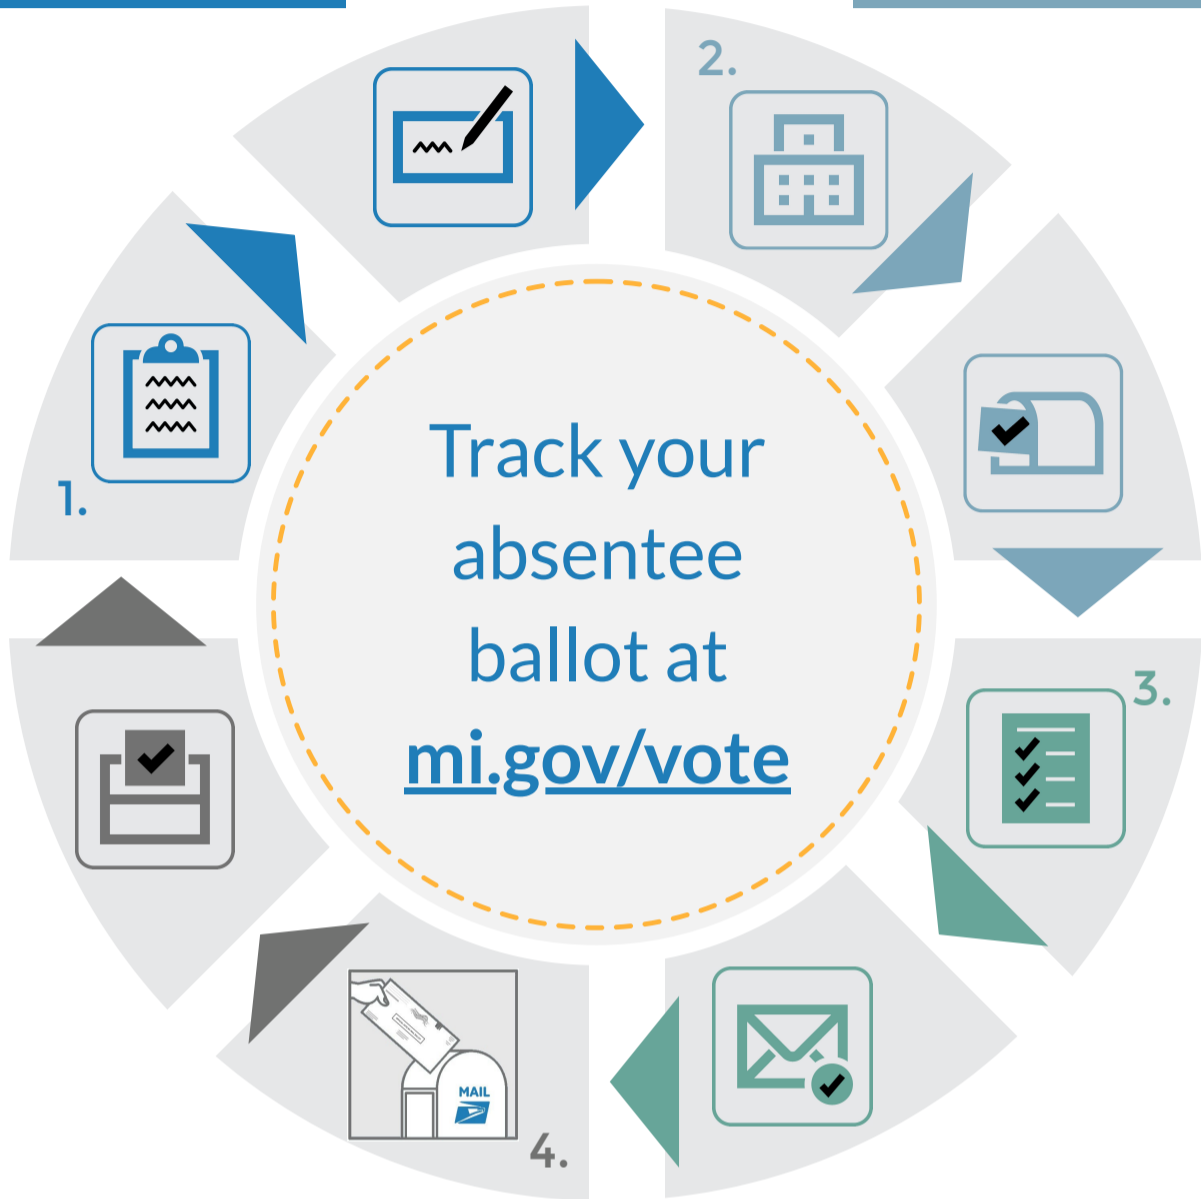 2.
1.
Track your
absentee
ballot at
mi.gov/vote
3.
MAIL
4.